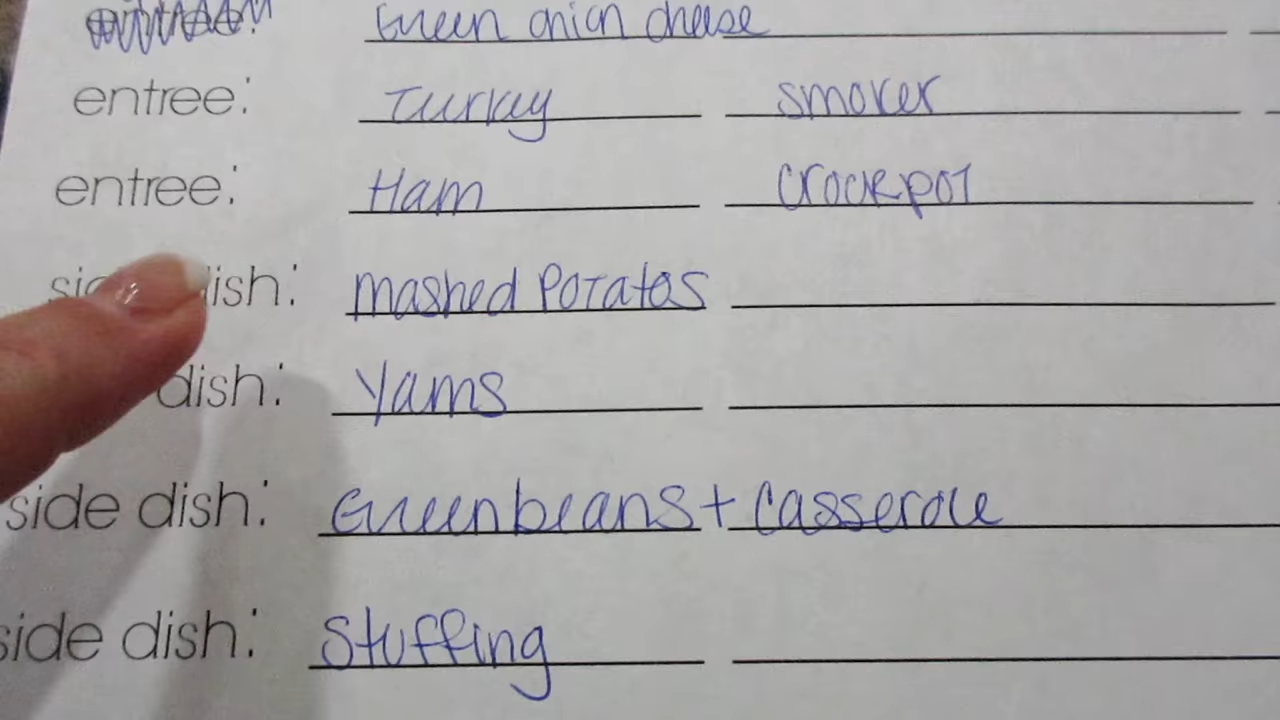 Green onion cheese
entree: Turkey smoker
entree: Ham crockpot
dish: mashed Potatos
dish: Yams
side dish: Greenbeans + casserole
side dish: Stuffing